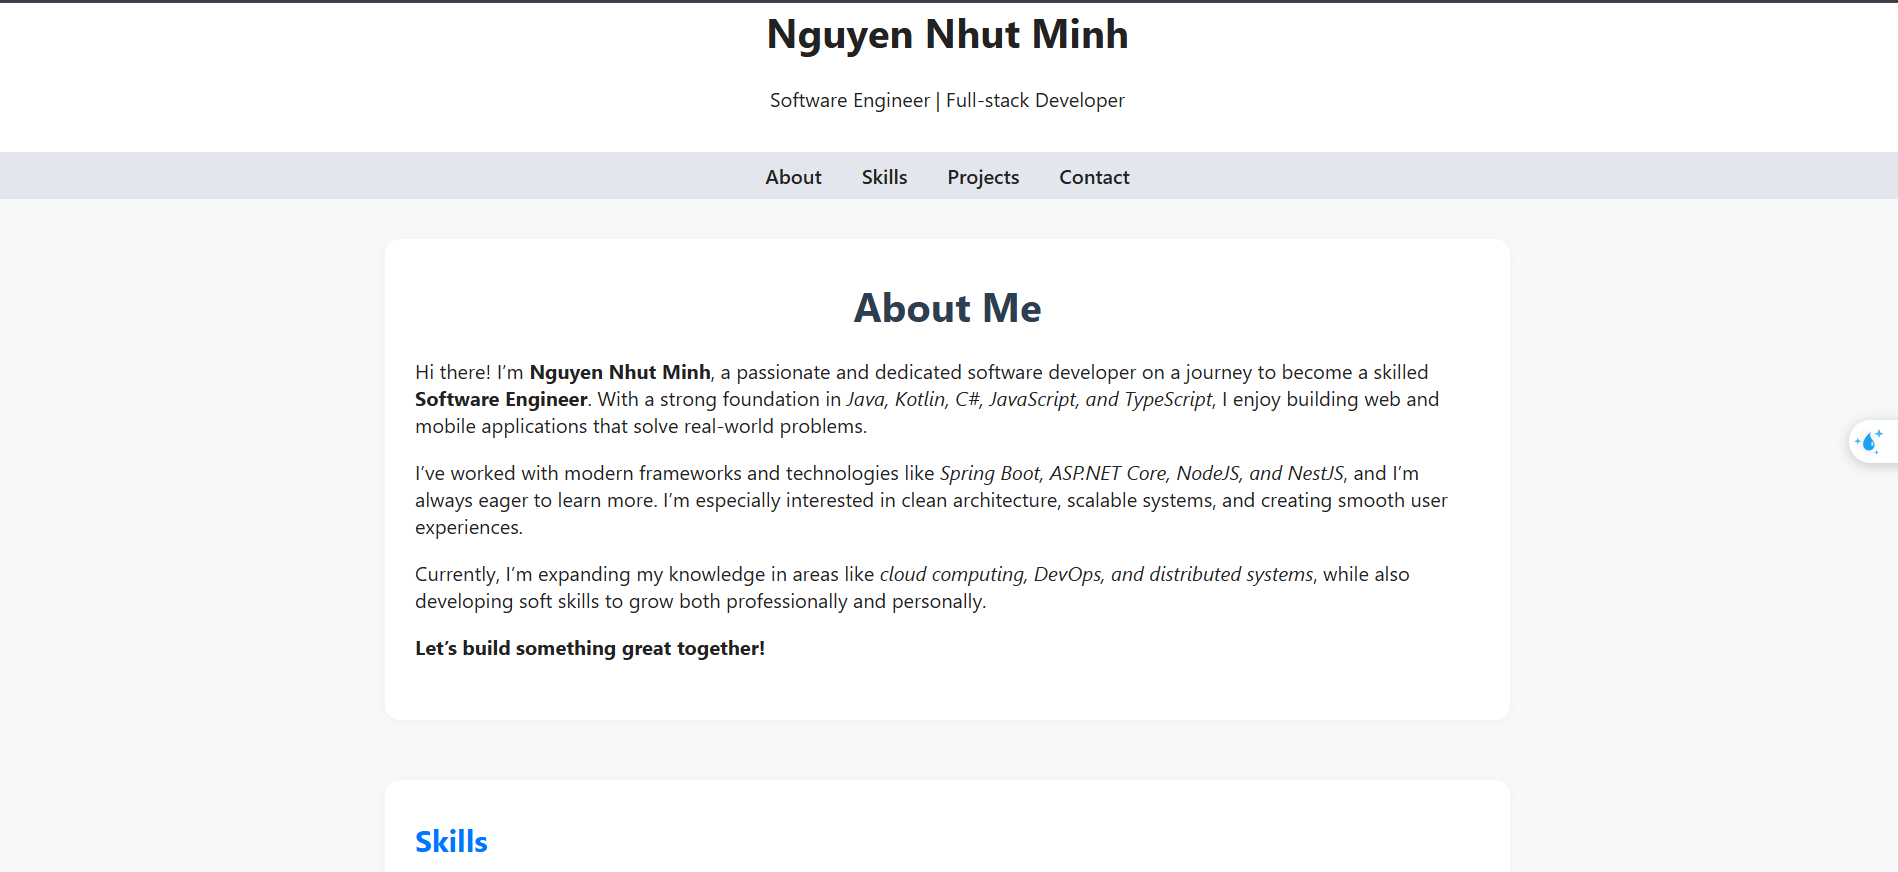 Nguyen Nhut Minh
Software Engineer | Full-stack Developer
About Skills Projects Contact
About Me
Hi there! I’m Nguyen Nhut Minh, a passionate and dedicated software developer on a journey to become a skilled
Software Engineer. With a strong foundation in Java, Kotlin, C#, JavaScript, and TypeScript, I enjoy building web and
mobile applications that solve real-world problems.
I’ve worked with modern frameworks and technologies like Spring Boot, ASP.NET Core, NodeJS, and NestJS, and I’m
always eager to learn more. I’m especially interested in clean architecture, scalable systems, and creating smooth user
experiences.
Currently, I’m expanding my knowledge in areas like cloud computing, DevOps, and distributed systems, while also
developing soft skills to grow both professionally and personally.
Let’s build something great together!
Skills